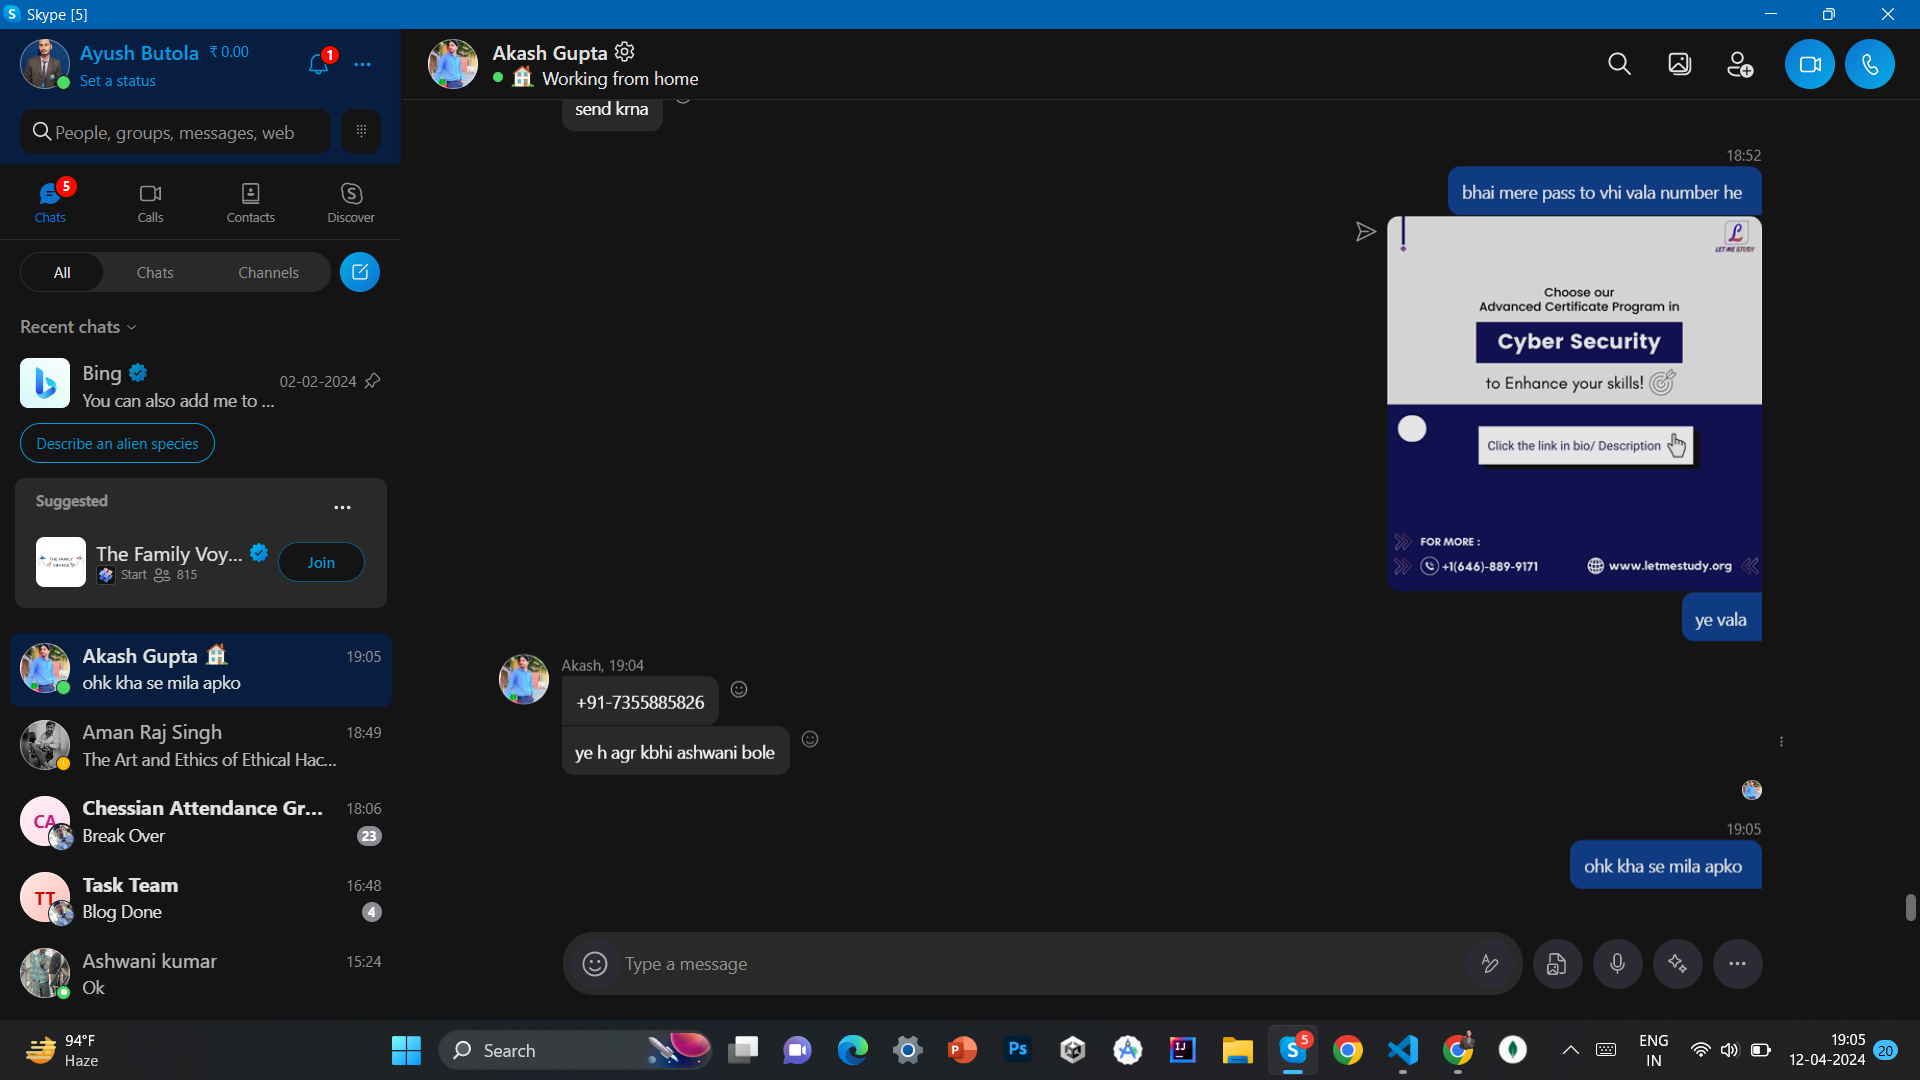 Skype [5]
Ayush Butola ₹ 0.00
Set a status
1
People, groups, messages, web
5
Chats
Calls
Contacts
Discover
All
Chats
Channels
Recent chats
Bing
02-02-2024
You can also add me to ...
Describe an alien species
Suggested
The Family Voy...
Start 815
Join
Akash Gupta
19:05
ohk kha se mila apko
Aman Raj Singh
18:49
The Art and Ethics of Ethical Hac...
CA
Chessian Attendance Gr...
18:06
Break Over
23
TT
Task Team
16:48
Blog Done
4
Ashwani kumar
15:24
Ok
Akash Gupta
Working from home
send krna
18:52
bhai mere pass to vhi vala number he
L
LET ME STUDY
Choose our
Advanced Certificate Program in
Cyber Security
to Enhance your skills!
Click the link in bio/ Description
FOR MORE :
+1(646)-889-9171
www.letmestudy.org
ye vala
Akash, 19:04
+91-7355885826
ye h agr kbhi ashwani bole
19:05
ohk kha se mila apko
Type a message
94°F
Haze
Search
P
Ps
IJ
S
5
ENG
IN
19:05
12-04-2024
20